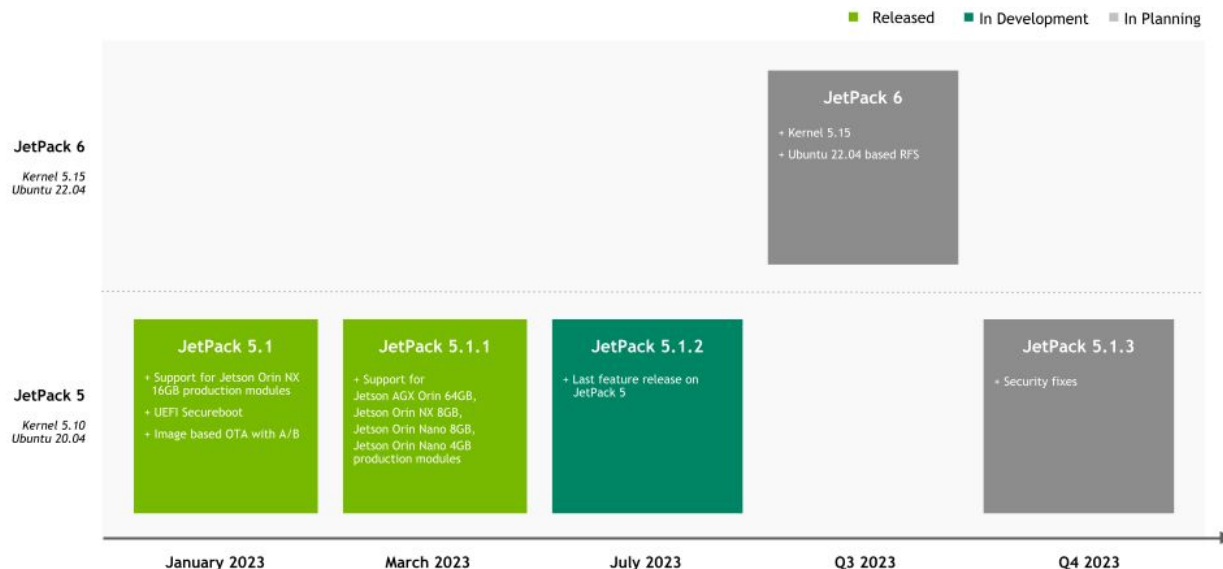 Released
In Development
In Planning
JetPack 6
Kernel 5.15
Ubuntu 22.04
JetPack 6
+ Kernel 5.15
+ Ubuntu 22.04 based RFS
JetPack 5
Kernel 5.10
Ubuntu 20.04
JetPack 5.1
+ Support for Jetson Orin NX
16GB production modules
+ UEFI Secureboot
+ Image based OTA with A/B
JetPack 5.1.1
+ Support for
Jetson AGX Orin 64GB,
Jetson Orin NX 8GB,
Jetson Orin Nano 8GB,
Jetson Orin Nano 4GB
production modules
JetPack 5.1.2
+ Last feature release on
JetPack 5
JetPack 5.1.3
+ Security fixes
January 2023
March 2023
July 2023
Q3 2023
Q4 2023